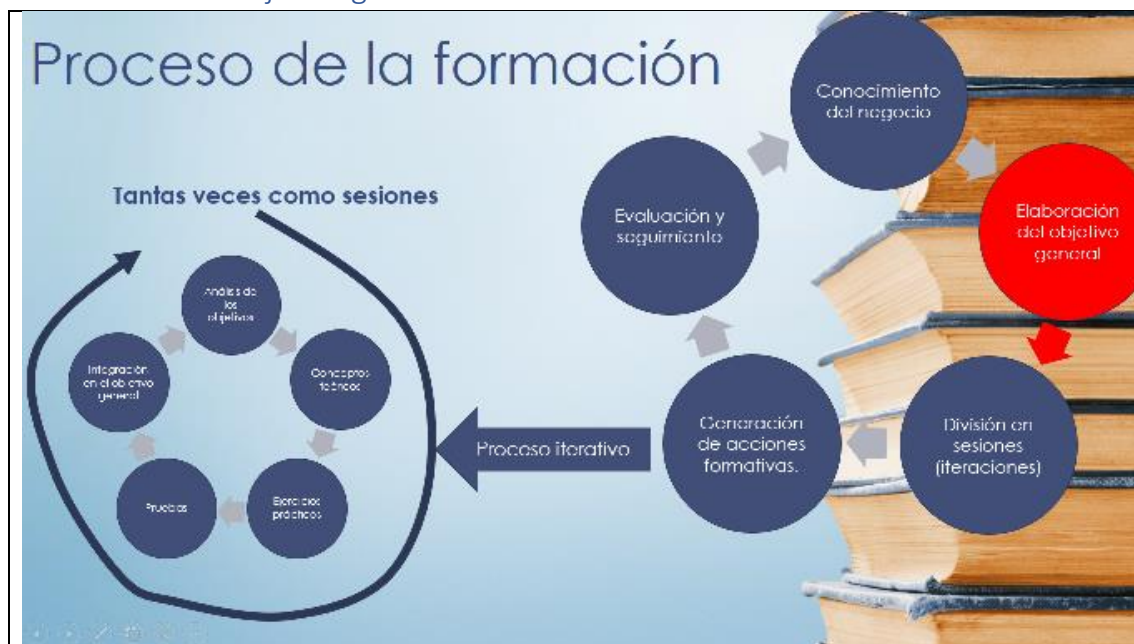 Proceso de la formación
Tantas veces como sesiones
Análisis de
los
objetivos
Conceptos
teóricos
Ejercicios
prácticos
Pruebas
Integración
en el objetivo
general
Proceso iterativo
Conocimiento
del negocio
Elaboración
del objetivo
general
División en
sesiones
(iteraciones)
Generación
de acciones
formativas.
Evaluación y
seguimiento